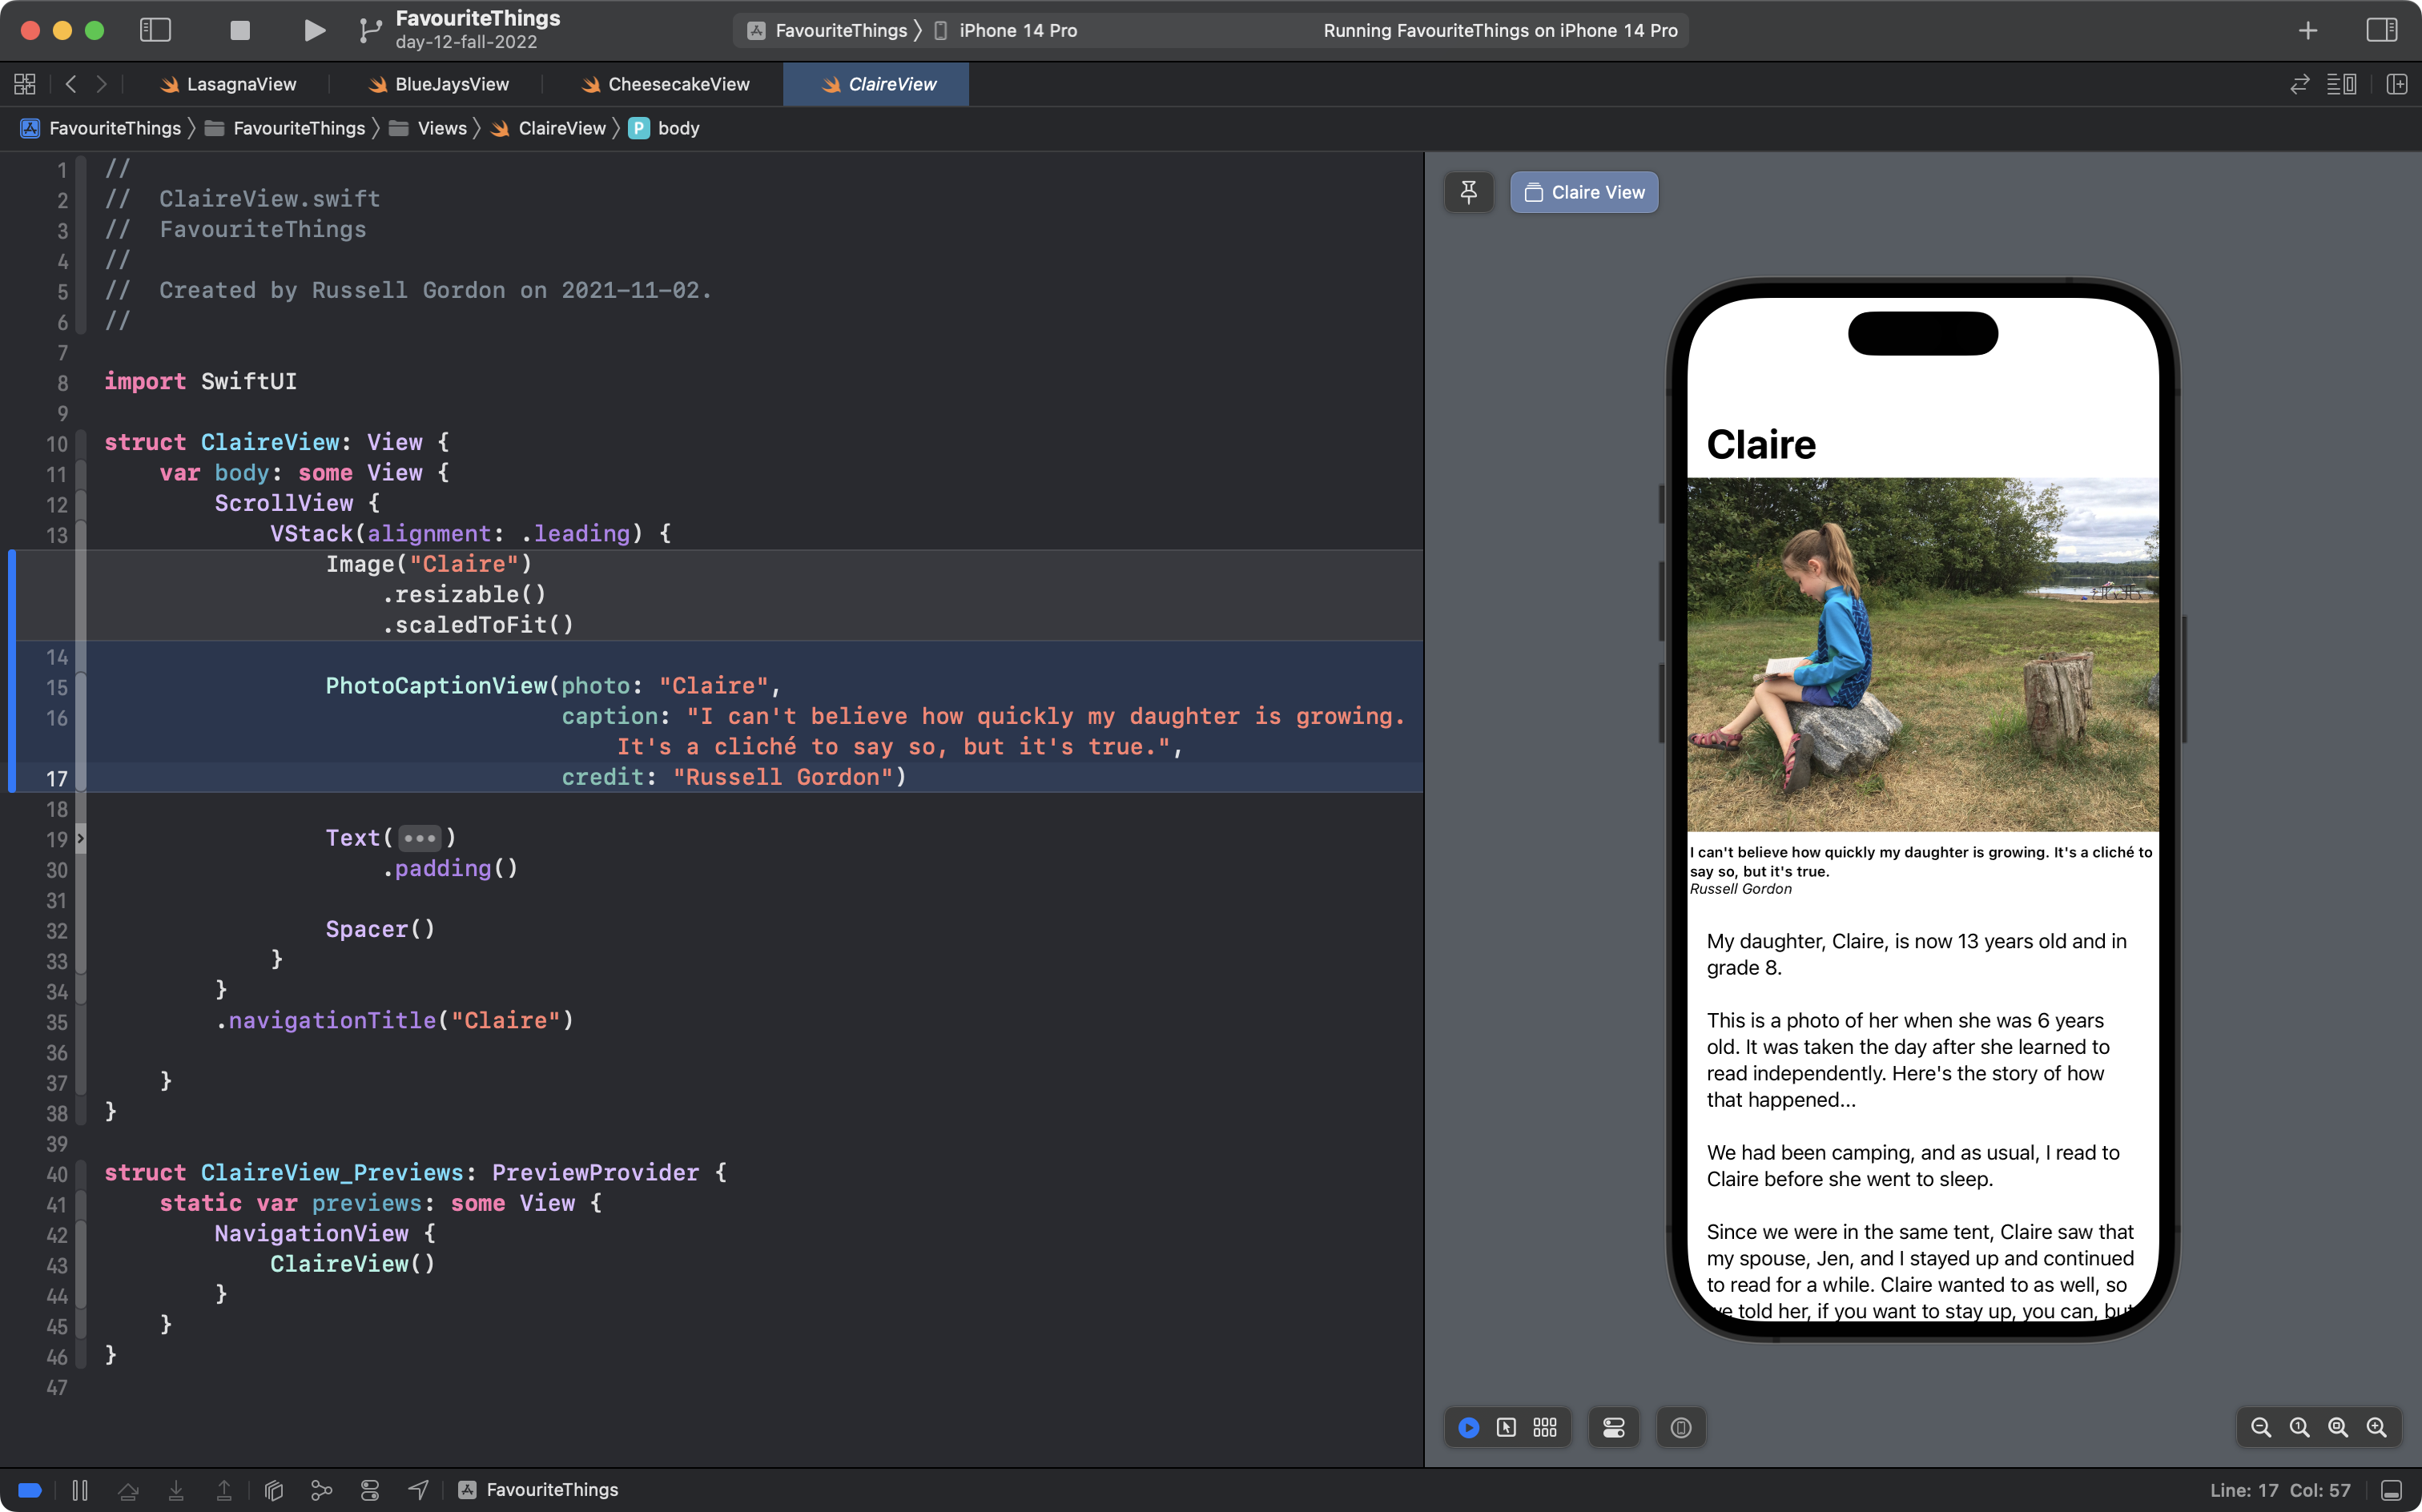 FavouriteThings
day-12-fall-2022
FavouriteThings iPhone 14 Pro
Running FavouriteThings on iPhone 14 Pro
LasagnaView
BlueJaysView
CheesecakeView
ClaireView
FavouriteThings FavouriteThings Views ClaireView P body
1 //
2 //  ClaireView.swift
3 //  FavouriteThings
4 //
5 //  Created by Russell Gordon on 2021-11-02.
6 //
7
8 import SwiftUI
9
10 struct ClaireView: View {
11     var body: some View {
12         ScrollView {
13             VStack(alignment: .leading) {
                Image("Claire")
                    .resizable()
                    .scaledToFit()
14
15                 PhotoCaptionView(photo: "Claire",
16                                  caption: "I can't believe how quickly my daughter is growing.
                                     It's a cliché to say so, but it's true.",
17                                  credit: "Russell Gordon")
18
19                 Text(•••)
30                     .padding()
31
32                 Spacer()
33             }
34         }
35         .navigationTitle("Claire")
36
37     }
38 }
39
40 struct ClaireView_Previews: PreviewProvider {
41     static var previews: some View {
42         NavigationView {
43             ClaireView()
44         }
45     }
46 }
47
Claire View
Claire
I can't believe how quickly my daughter is growing. It's a cliché to
say so, but it's true.
Russell Gordon
My daughter, Claire, is now 13 years old and in
grade 8.
This is a photo of her when she was 6 years
old. It was taken the day after she learned to
read independently. Here's the story of how
that happened...
We had been camping, and as usual, I read to
Claire before she went to sleep.
Since we were in the same tent, Claire saw that
my spouse, Jen, and I stayed up and continued
to read for a while. Claire wanted to as well, so
we told her, if you want to stay up, you can, but
FavouriteThings
Line: 17  Col: 57